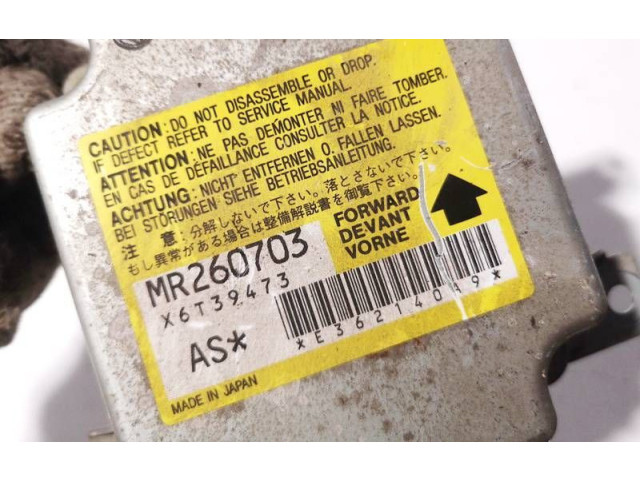 CAUTION: DO NOT DISASSEMBLE OR DROP.
IF DEFECT REFER TO SERVICE MANUAL.
ATTENTION: NE PAS DEMONTER NI FAIRE TOMBER.
EN CAS DE DÉFAILLANCE CONSULTER LA NOTICE.
ACHTUNG: NICHT ENTFERNEN O. FALLEN LASSEN.
BEI STÖRUNGEN SIEHE BETRIEBSANLEITUNG.
注 意: 分解しないで下さい。落とさないで下さい。
もし異常がある場合は整備解説書を御覧下さい。
FORWARD
DEVANT
VORNE
MR260703
X6T39473
*E36214049*
AS*
MADE IN JAPAN